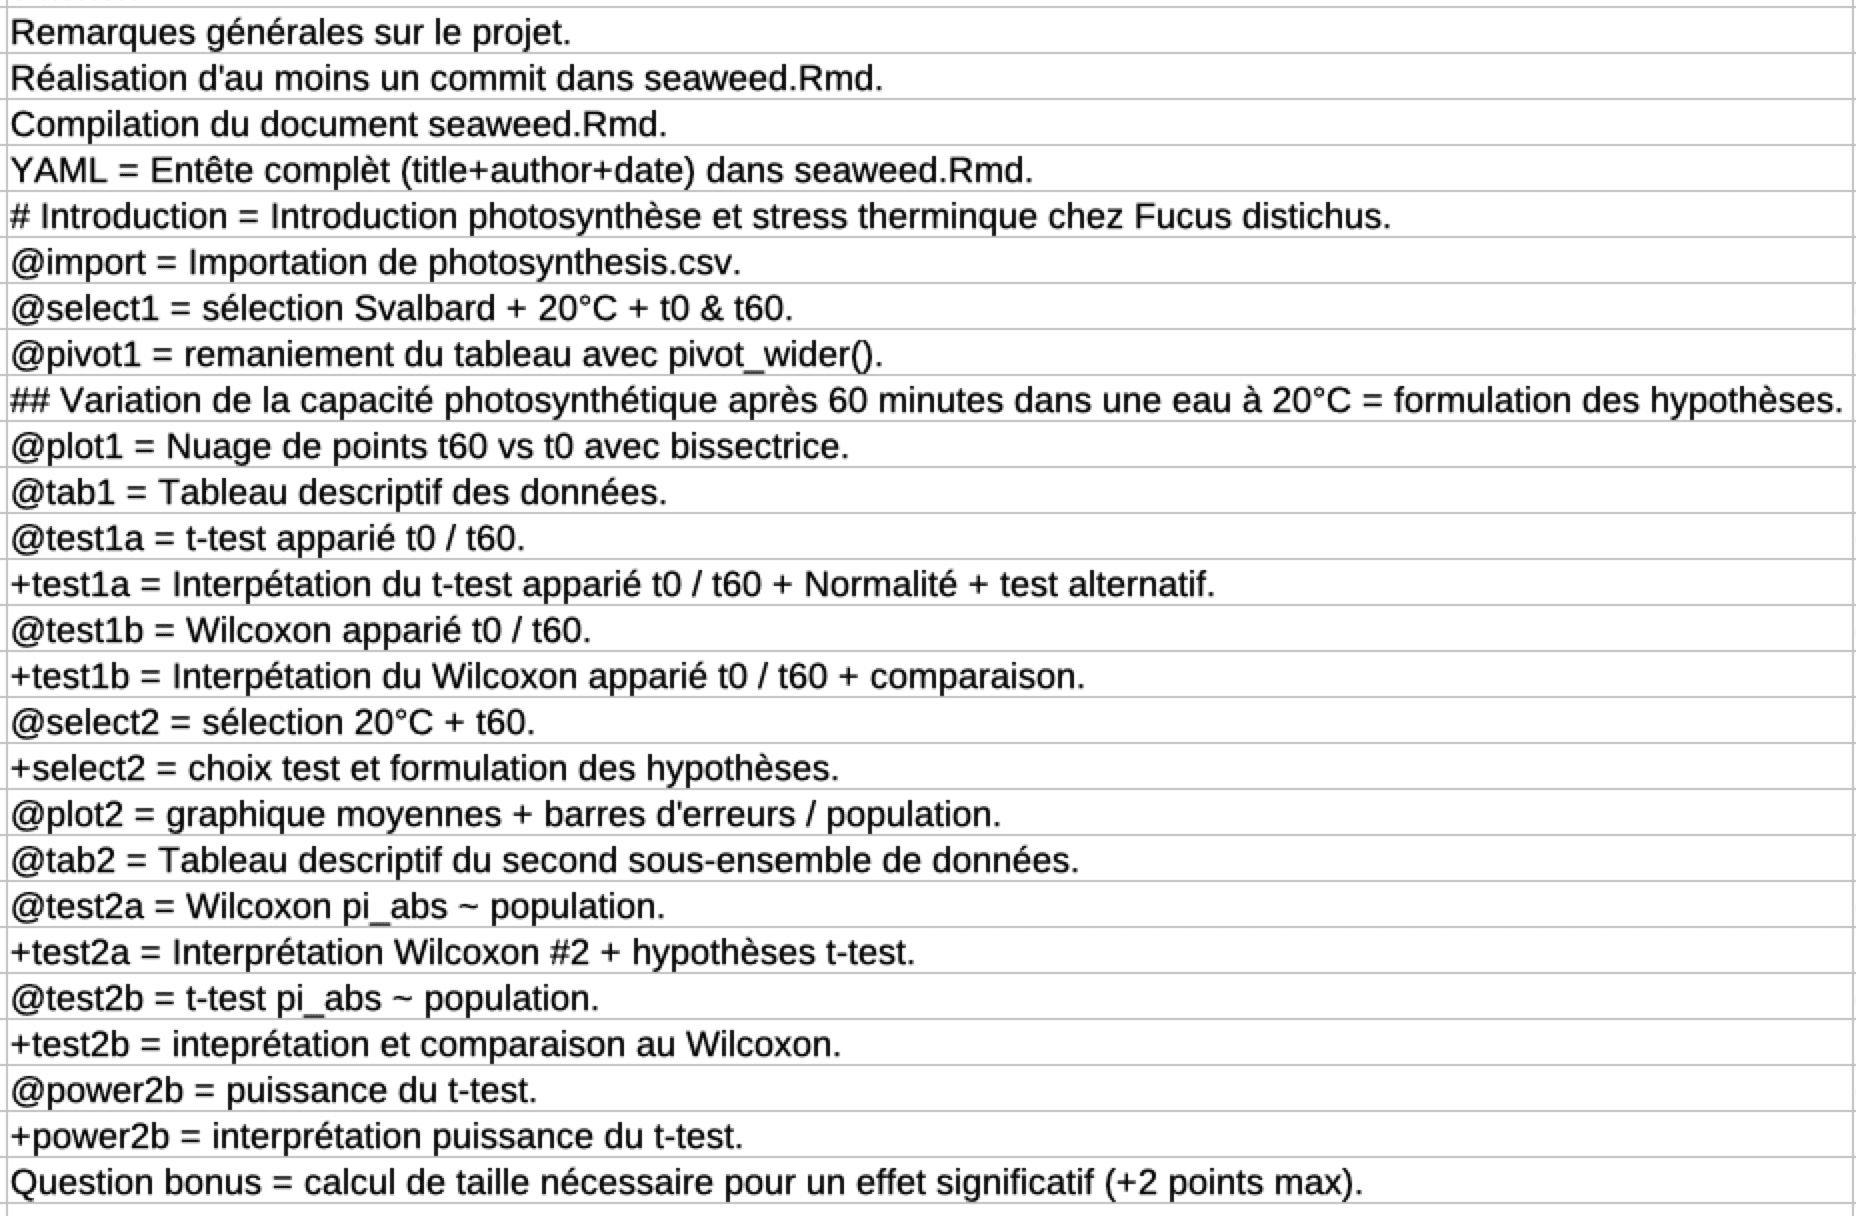 Remarques générales sur le projet.
Réalisation d'au moins un commit dans seaweed.Rmd.
Compilation du document seaweed.Rmd.
YAML = Entête complèt (title+author+date) dans seaweed.Rmd.
# Introduction = Introduction photosynthèse et stress therminque chez Fucus distichus.
@import = Importation de photosynthesis.csv.
@select1 = sélection Svalbard + 20°C + t0 & t60.
@pivot1 = remaniement du tableau avec pivot_wider().
## Variation de la capacité photosynthétique après 60 minutes dans une eau à 20°C = formulation des hypothèses.
@plot1 = Nuage de points t60 vs t0 avec bissectrice.
@tab1 = Tableau descriptif des données.
@test1a = t-test apparié t0 / t60.
+test1a = Interpétation du t-test apparié t0 / t60 + Normalité + test alternatif.
@test1b = Wilcoxon apparié t0 / t60.
+test1b = Interpétation du Wilcoxon apparié t0 / t60 + comparaison.
@select2 = sélection 20°C + t60.
+select2 = choix test et formulation des hypothèses.
@plot2 = graphique moyennes + barres d'erreurs / population.
@tab2 = Tableau descriptif du second sous-ensemble de données.
@test2a = Wilcoxon pi_abs ~ population.
+test2a = Interprétation Wilcoxon #2 + hypothèses t-test.
@test2b = t-test pi_abs ~ population.
+test2b = inteprétation et comparaison au Wilcoxon.
@power2b = puissance du t-test.
+power2b = interprétation puissance du t-test.
Question bonus = calcul de taille nécessaire pour un effet significatif (+2 points max).